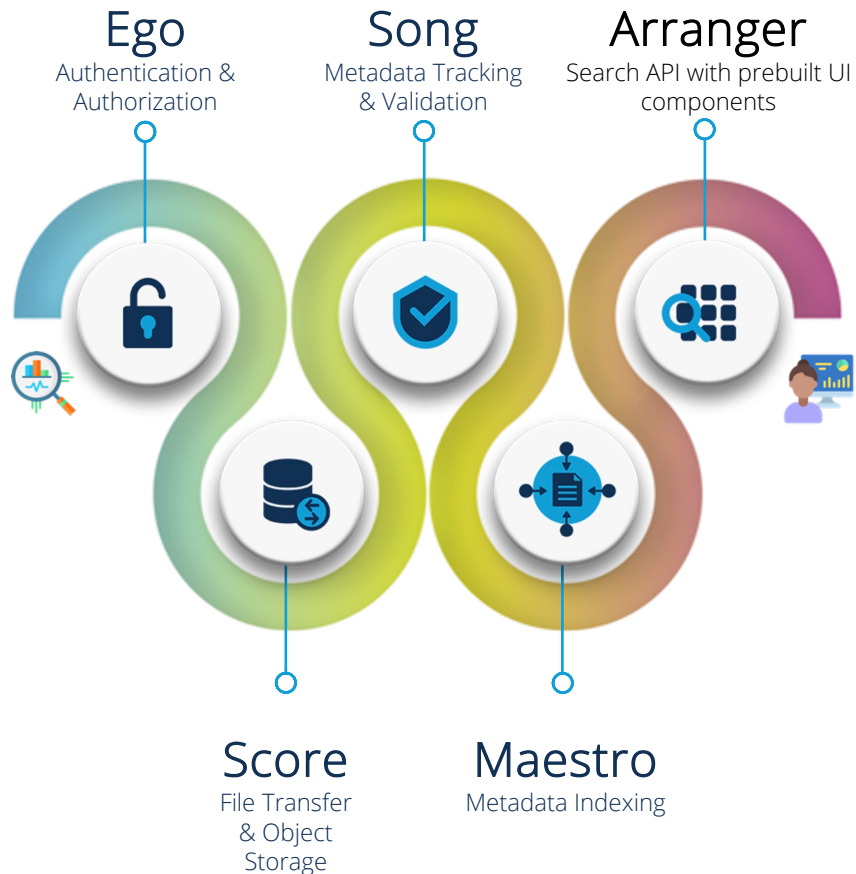 Ego
Authentication &
Authorization
Song
Metadata Tracking
& Validation
Arranger
Search API with prebuilt UI
components
Score
File Transfer
& Object
Storage
Maestro
Metadata Indexing